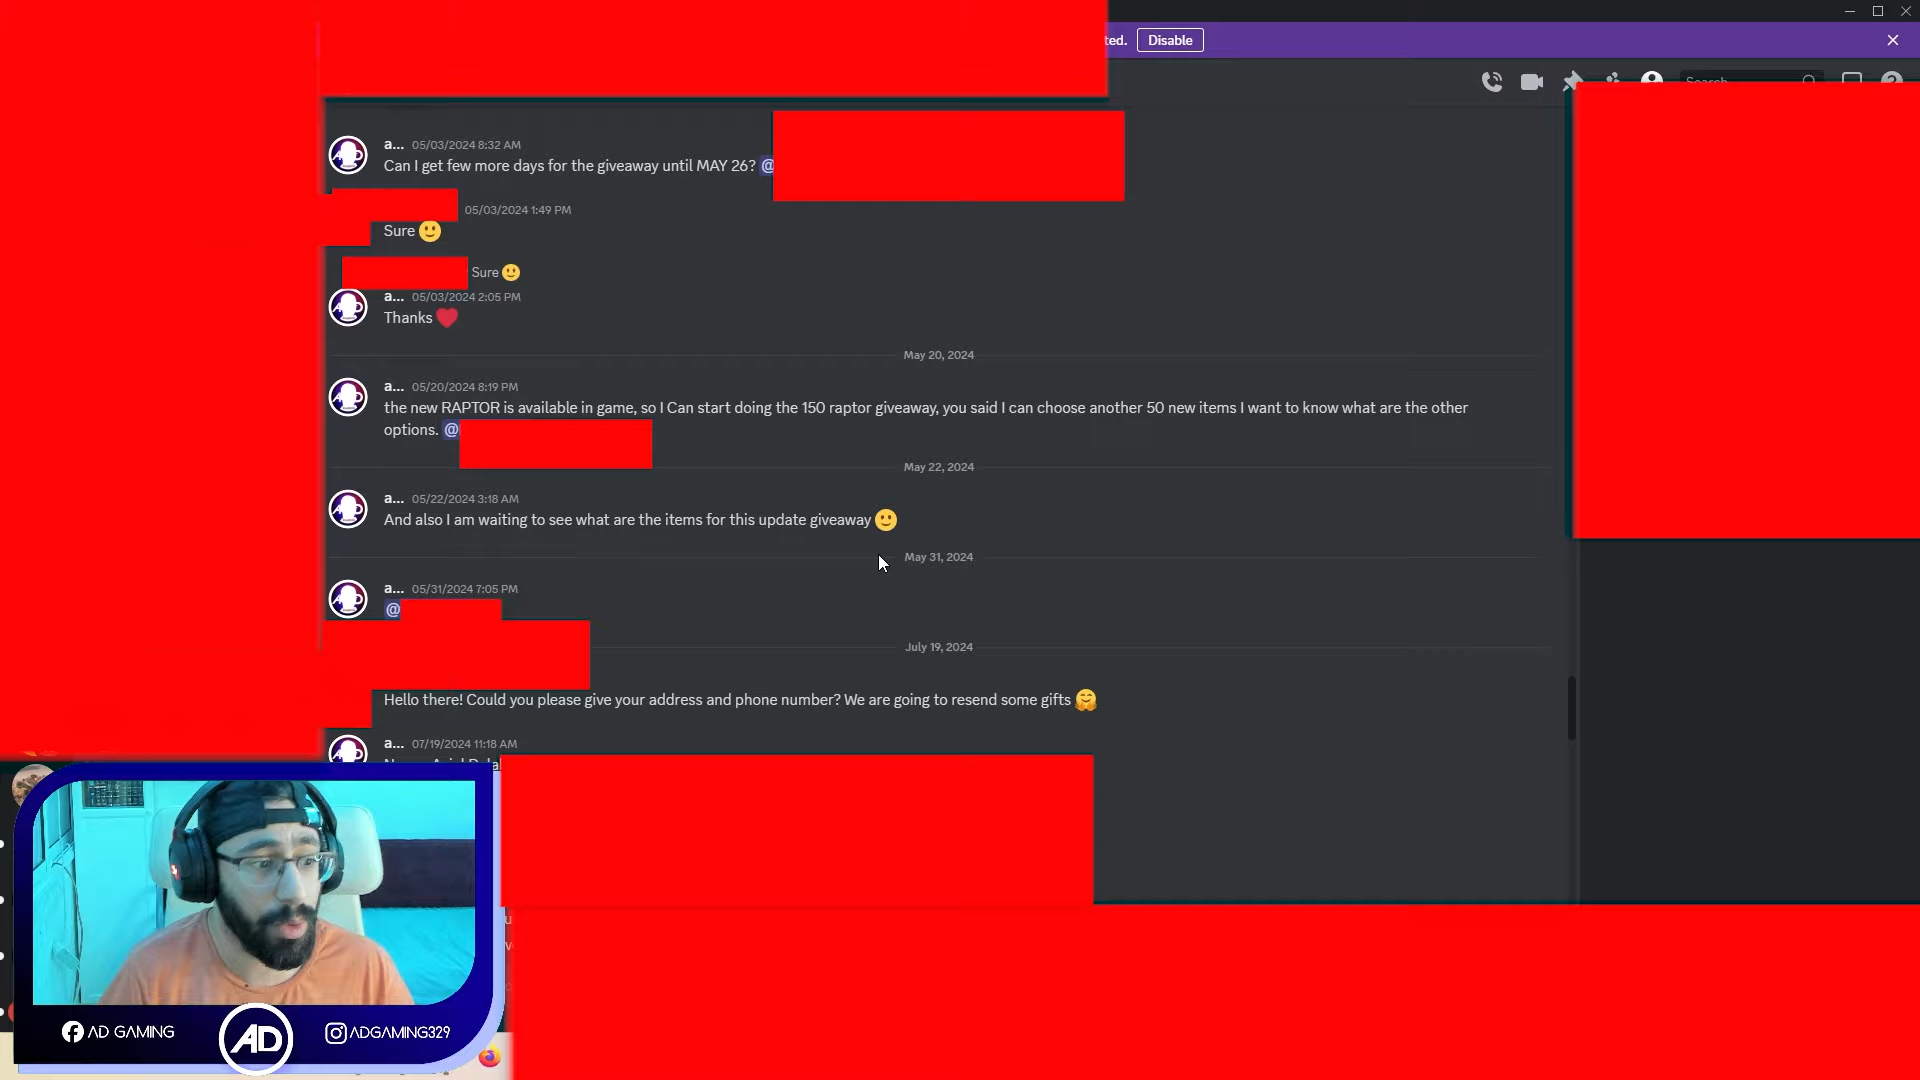 ted. Disable
Search
a... 05/03/2024 8:32 AM
Can I get few more days for the giveaway until MAY 26? @
05/03/2024 1:49 PM
Sure
Sure
a... 05/03/2024 2:05 PM
Thanks
May 20, 2024
a... 05/20/2024 8:19 PM
the new RAPTOR is available in game, so I Can start doing the 150 raptor giveaway, you said I can choose another 50 new items I want to know what are the other
options. @
May 22, 2024
a... 05/22/2024 3:18 AM
And also I am waiting to see what are the items for this update giveaway
May 31, 2024
a... 05/31/2024 7:05 PM
@
July 19, 2024
Hello there! Could you please give your address and phone number? We are going to resend some gifts
a... 07/19/2024 11:18 AM
AD GAMING
AD
ADGAMING329